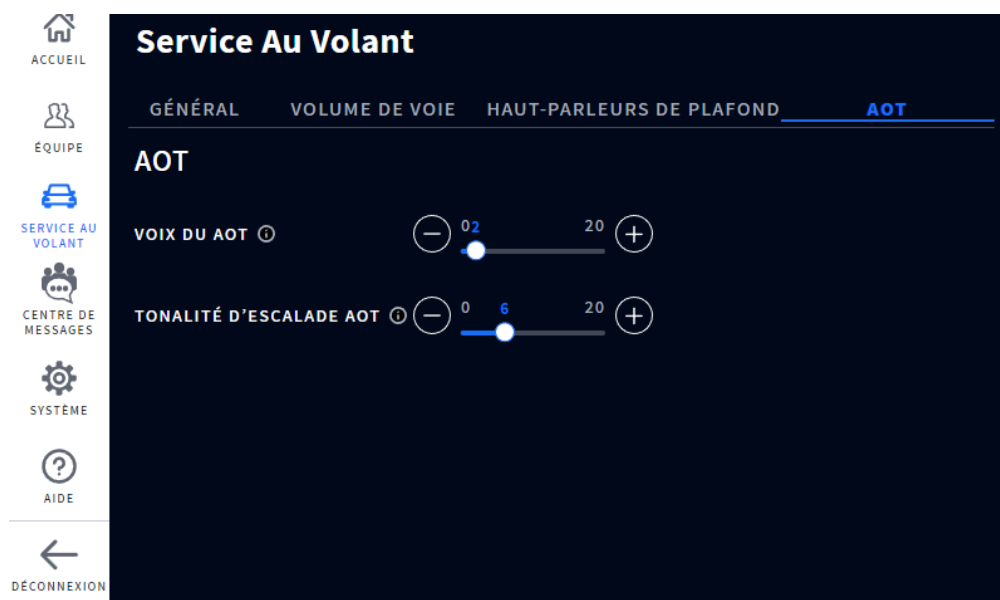 ACCUEIL
ÉQUIPE
SERVICE AU
VOLANT
CENTRE DE
MESSAGES
SYSTÈME
AIDE
DÉCONNEXION
Service Au Volant
GÉNÉRAL VOLUME DE VOIE HAUT-PARLEURS DE PLAFOND AOT
AOT
VOIX DU AOT 0 2 20
TONALITÉ D'ESCALADE AOT 0 6 20